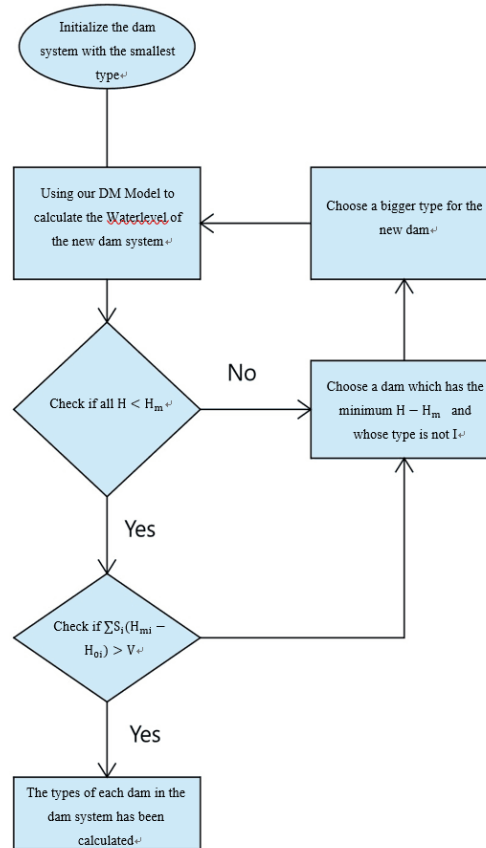 Initialize the dam
system with the smallest
type↵
Using our DM Model to
calculate the Waterlevel of
the new dam system↵
Choose a bigger type for the
new dam↵
Check if all H < Hₘ↵
No
Choose a dam which has the
minimum H − Hₘ and
whose type is not I↵
Yes
Check if ∑Sᵢ(Hₘᵢ −
H₀ᵢ) > V↵
Yes
The types of each dam in the
dam system has been
calculated↵